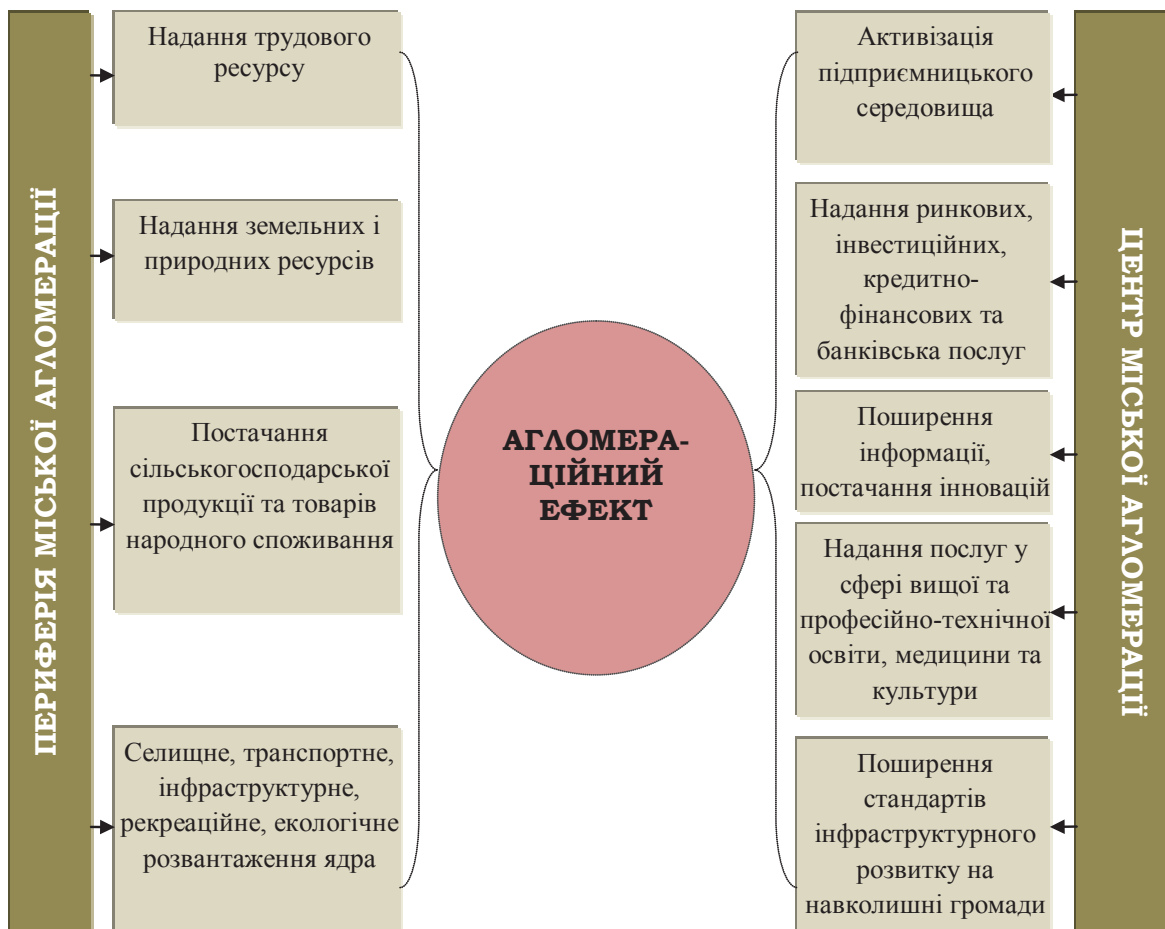 ПЕРИФЕРІЯ МІСЬКОЇ АГЛОМЕРАЦІЇ
Надання трудового
ресурсу
Надання земельних і
природних ресурсів
Постачання
сільськогосподарської
продукції та товарів
народного споживання
Селищне, транспортне,
інфраструктурне,
рекреаційне, екологічне
розвантаження ядра
АГЛОМЕРА-
ЦІЙНИЙ
ЕФЕКТ
Активізація
підприємницького
середовища
Надання ринкових,
інвестиційних,
кредитно-
фінансових та
банківська послуг
Поширення
інформації,
постачання інновацій
Надання послуг у
сфері вищої та
професійно-технічної
освіти, медицини та
культури
Поширення
стандартів
інфраструктурного
розвитку на
навколишні громади
ЦЕНТР МІСЬКОЇ АГЛОМЕРАЦІЇ